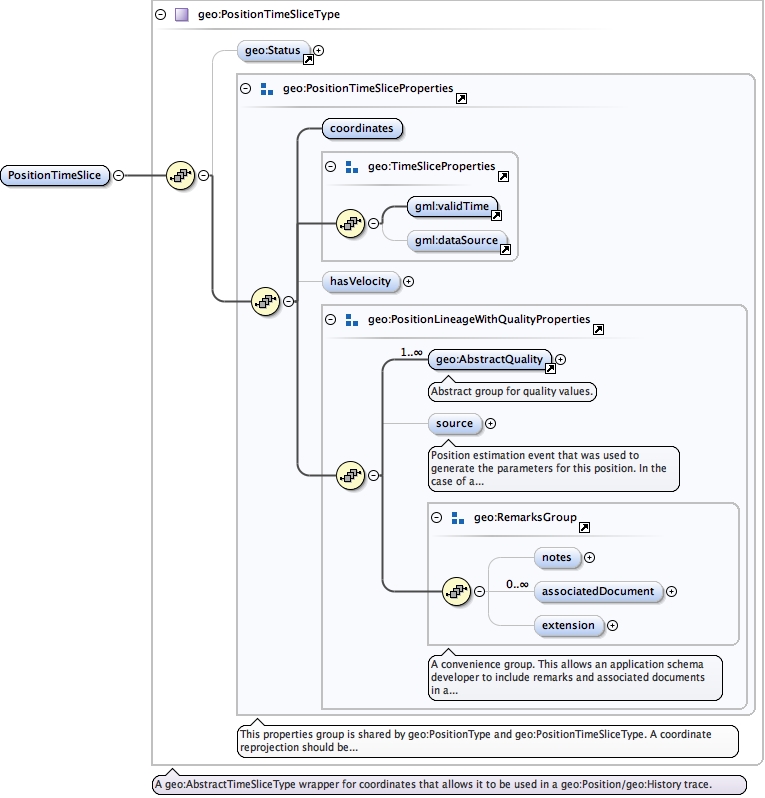 geo:PositionTimeSliceType
geo:Status
geo:PositionTimeSliceProperties
coordinates
geo:TimeSliceProperties
PositionTimeSlice
gml:validTime
gml:dataSource
hasVelocity
geo:PositionLineageWithQualityProperties
1..∞
geo:AbstractQuality
Abstract group for quality values.
source
Position estimation event that was used to
generate the parameters for this position. In the
case of a...
geo:RemarksGroup
notes
0..∞
associatedDocument
extension
A convenience group. This allows an application schema
developer to include remarks and associated documents
in a...
This properties group is shared by geo:PositionType and geo:PositionTimeSliceType. A coordinate
reprojection should be...
A geo:AbstractTimeSliceType wrapper for coordinates that allows it to be used in a geo:Position/geo:History trace.